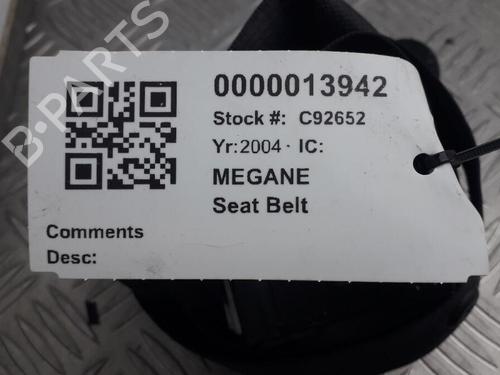 0000013942
Stock #: C92652
Yr:2004 · IC:
MEGANE
Seat Belt
Comments
Desc:
B-PARTS